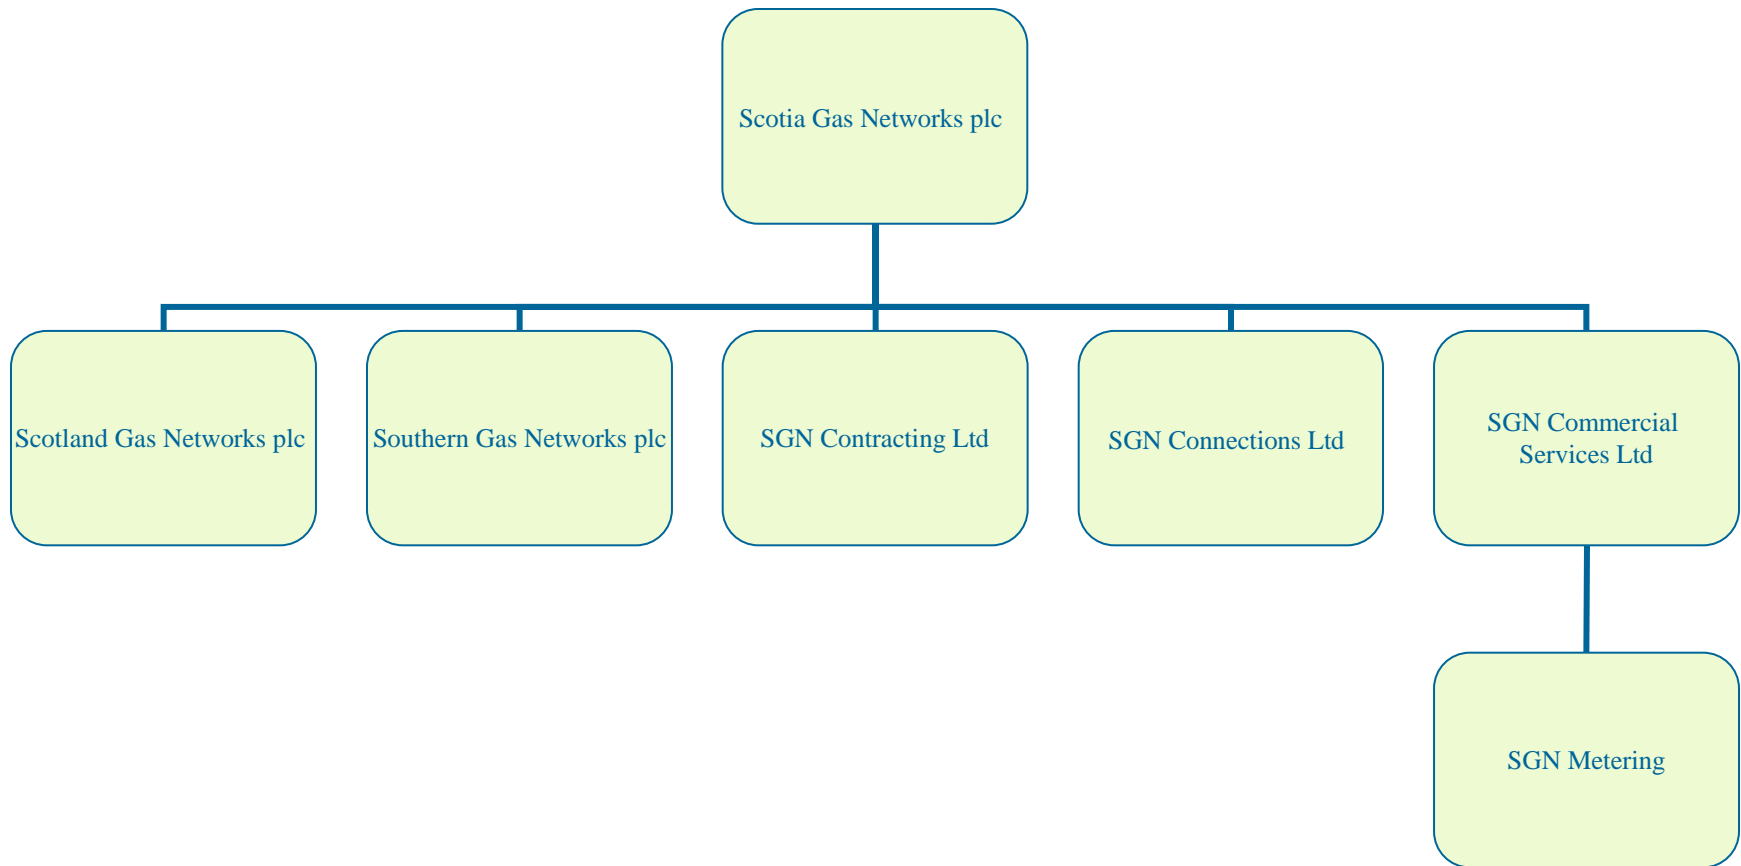 Scotia Gas Networks plc
Scotland Gas Networks plc
Southern Gas Networks plc
SGN Contracting Ltd
SGN Connections Ltd
SGN Commercial
Services Ltd
SGN Metering